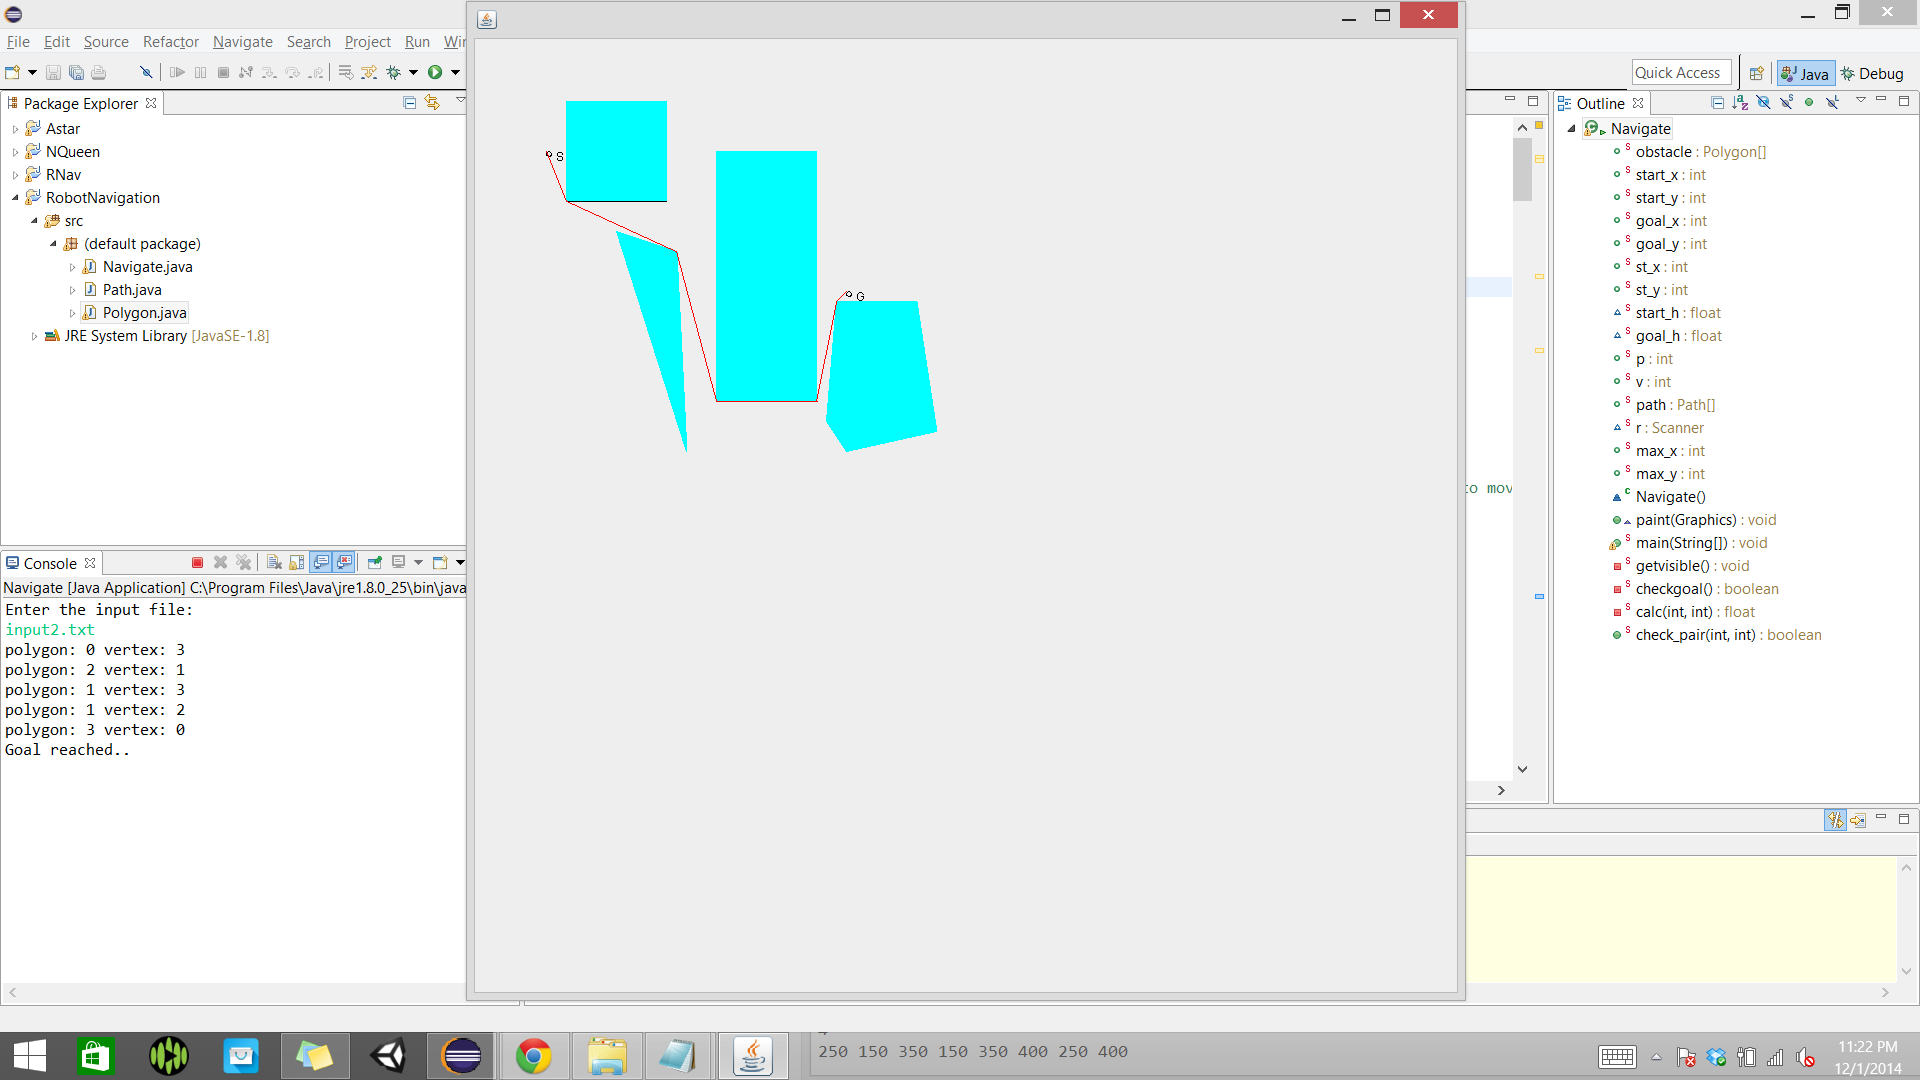 File Edit Source Refactor Navigate Search Project Run Wir
Quick Access
Java
Debug
Package Explorer
Astar
NQueen
RNav
RobotNavigation
src
(default package)
Navigate.java
Path.java
Polygon.java
JRE System Library [JavaSE-1.8]
S
G
to mov
Outline
Navigate
obstacle : Polygon[]
start_x : int
start_y : int
goal_x : int
goal_y : int
st_x : int
st_y : int
start_h : float
goal_h : float
p : int
v : int
path : Path[]
r : Scanner
max_x : int
max_y : int
Navigate()
paint(Graphics) : void
main(String[]) : void
getvisible() : void
checkgoal() : boolean
calc(int, int) : float
check_pair(int, int) : boolean
Console
Navigate [Java Application] C:\Program Files\Java\jre1.8.0_25\bin\java
Enter the input file:
input2.txt
polygon: 0 vertex: 3
polygon: 2 vertex: 1
polygon: 1 vertex: 3
polygon: 1 vertex: 2
polygon: 3 vertex: 0
Goal reached..
250 150 350 150 350 400 250 400
11:22 PM
12/1/2014